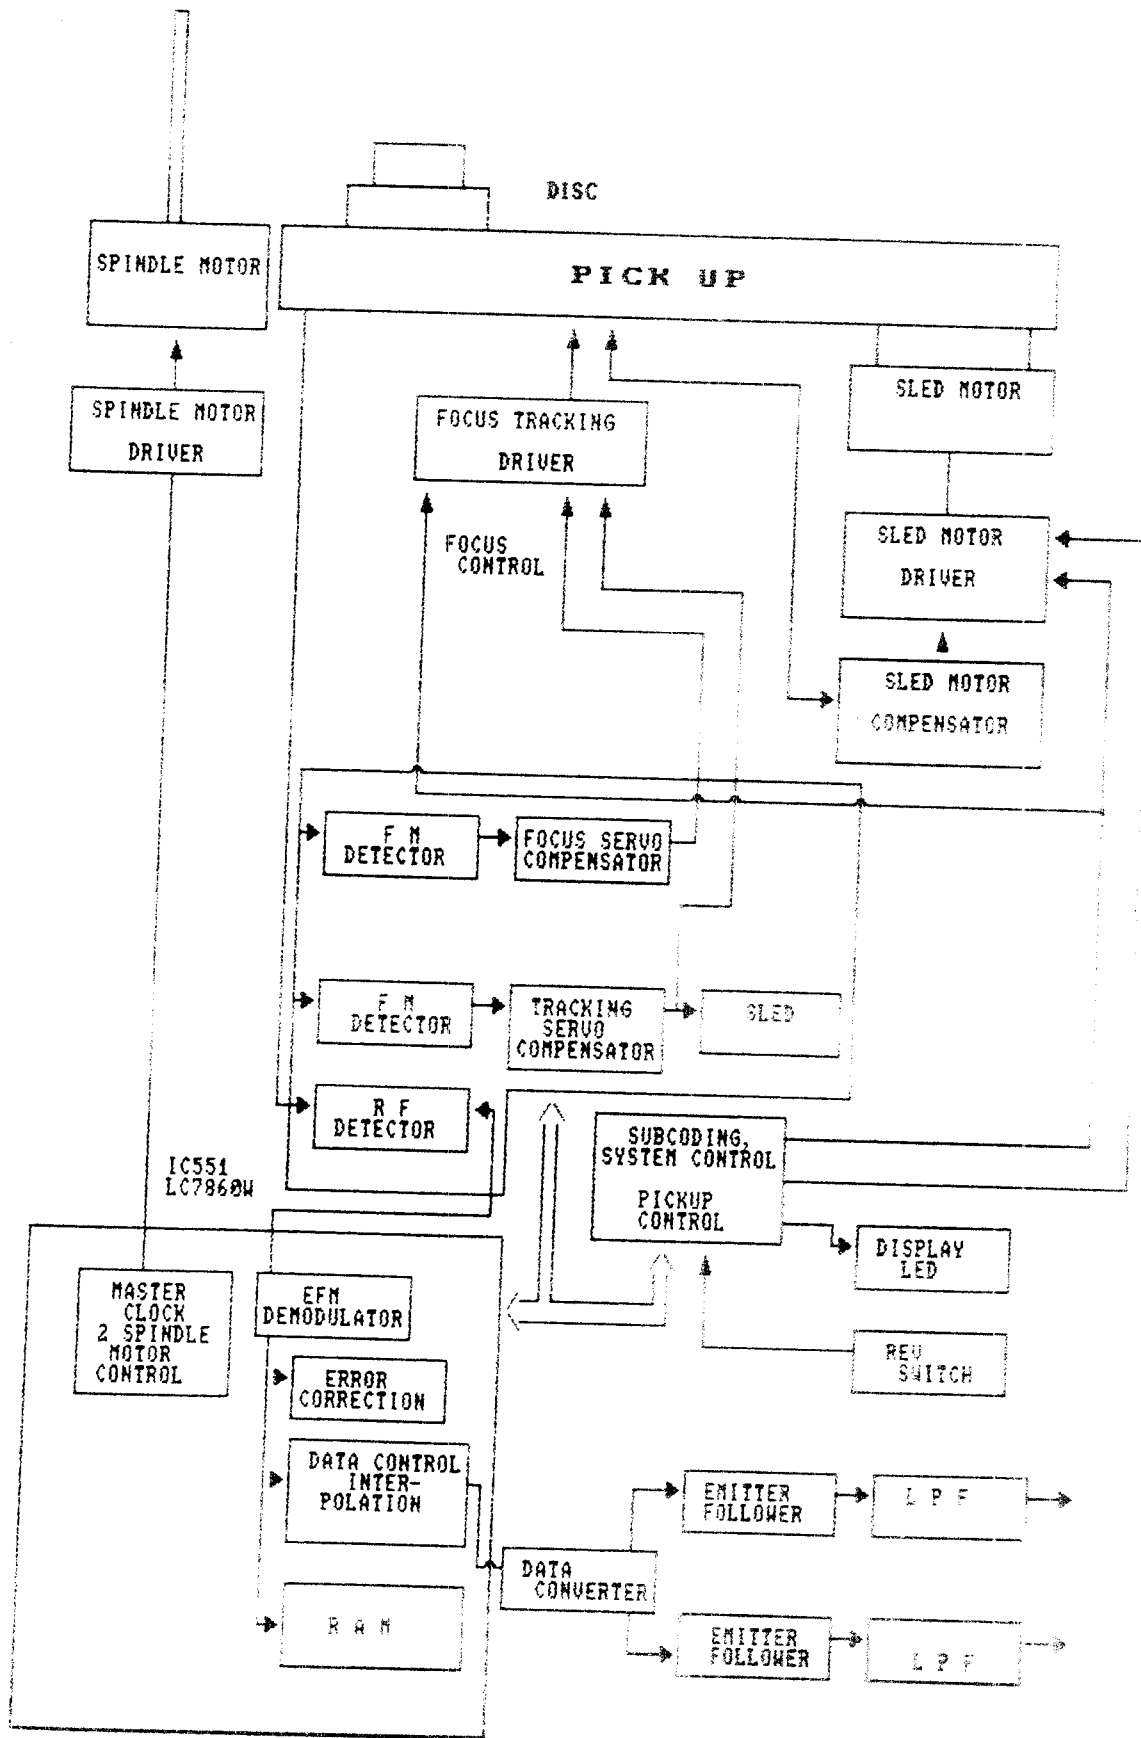 DISC
SPINDLE MOTOR
PICK UP
SPINDLE MOTOR
DRIVER
FOCUS TRACKING
DRIVER
SLED MOTOR
FOCUS
CONTROL
SLED MOTOR
DRIVER
SLED MOTOR
COMPENSATOR
F M
DETECTOR
FOCUS SERVO
COMPENSATOR
F M
DETECTOR
TRACKING
SERVO
COMPENSATOR
SLED
R F
DETECTOR
SUBCODING,
SYSTEM CONTROL
PICKUP
CONTROL
IC551
LC7860W
DISPLAY
LED
MASTER
CLOCK
2 SPINDLE
MOTOR
CONTROL
EFM
DEMODULATOR
REV
SWITCH
ERROR
CORRECTION
DATA CONTROL
INTER-
POLATION
EMITTER
FOLLOWER
L P F
DATA
CONVERTER
R A M
EMITTER
FOLLOWER
L P F